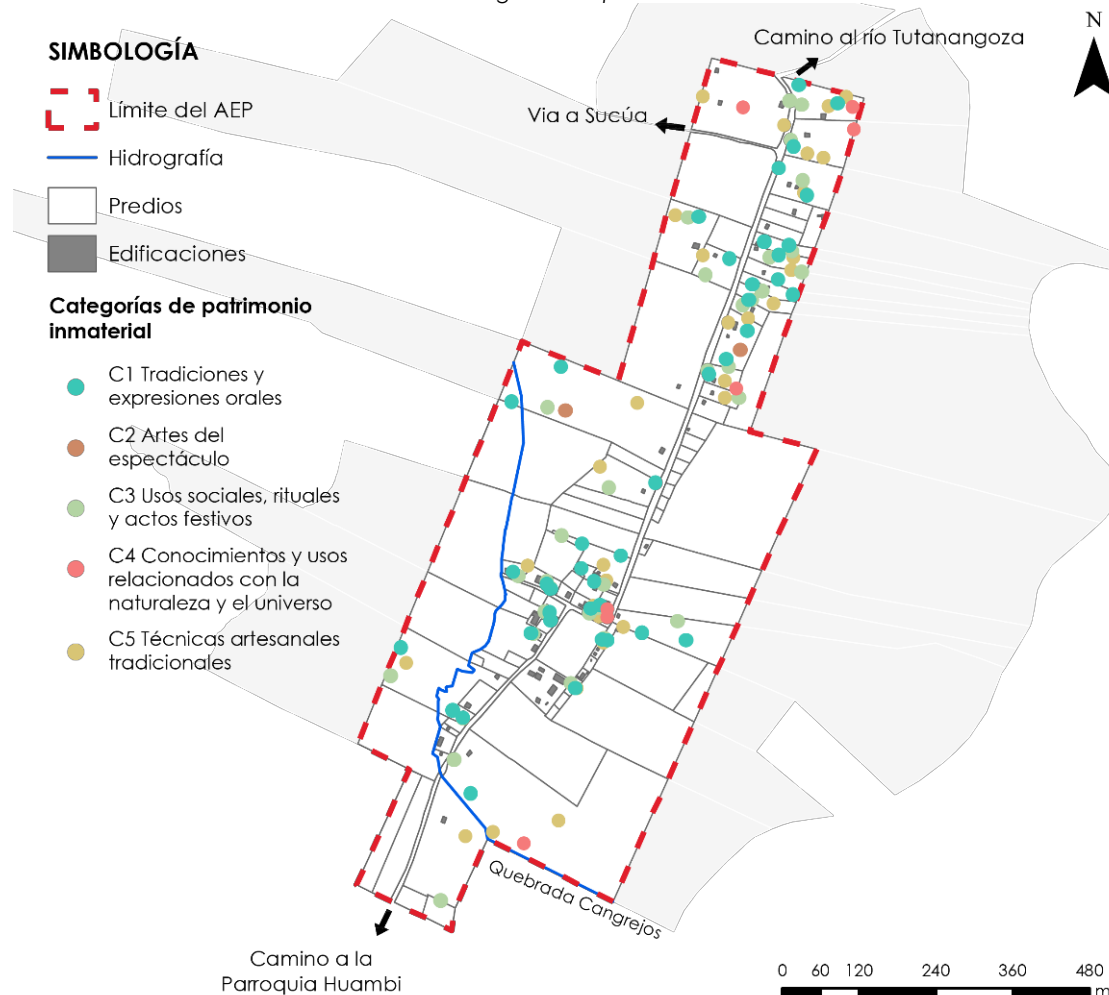 N
Camino al río Tutanangoza
SIMBOLOGÍA
Límite del AEP
Vía a Sucúa
Hidrografía
Predios
Edificaciones
Categorías de patrimonio
inmaterial
C1 Tradiciones y
expresiones orales
C2 Artes del
espectáculo
C3 Usos sociales, rituales
y actos festivos
C4 Conocimientos y usos
relacionados con la
naturaleza y el universo
C5 Técnicas artesanales
tradicionales
Quebrada Cangrejos
Camino a la
Parroquia Huambi
0 60 120 240 360 480
m